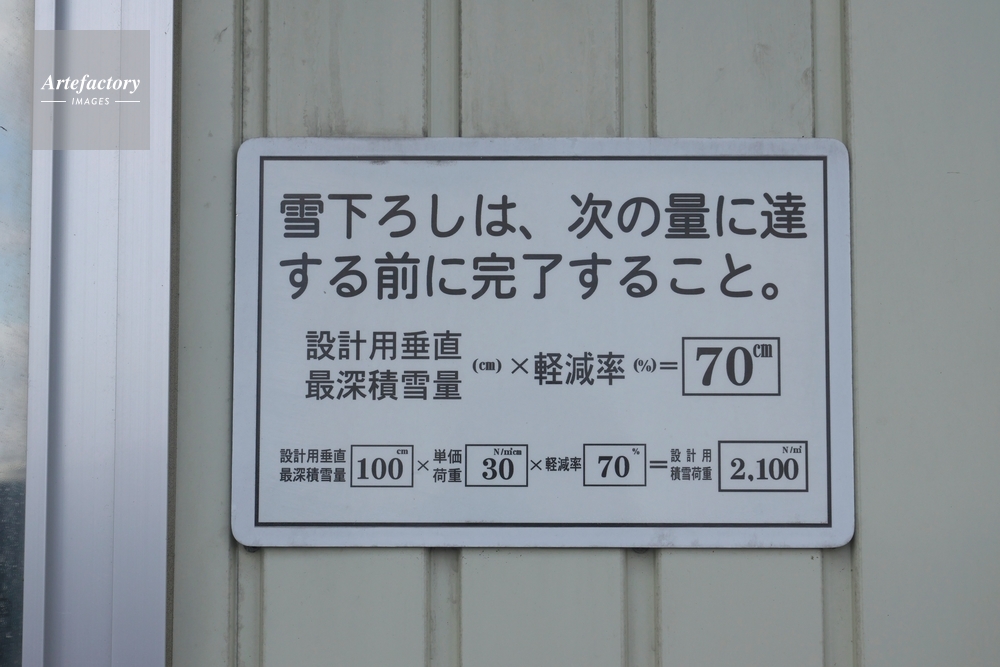 Artefactory
IMAGES
雪下ろしは、次の量に達
する前に完了すること。
設計用垂直
最深積雪量 (cm) ×軽減率 (%)= 70cm
設計用垂直
最深積雪量 100cm × 単価
荷重 30 N/㎡cm ×軽減率 70% = 設計用
積雪荷重 2,100 N/㎡